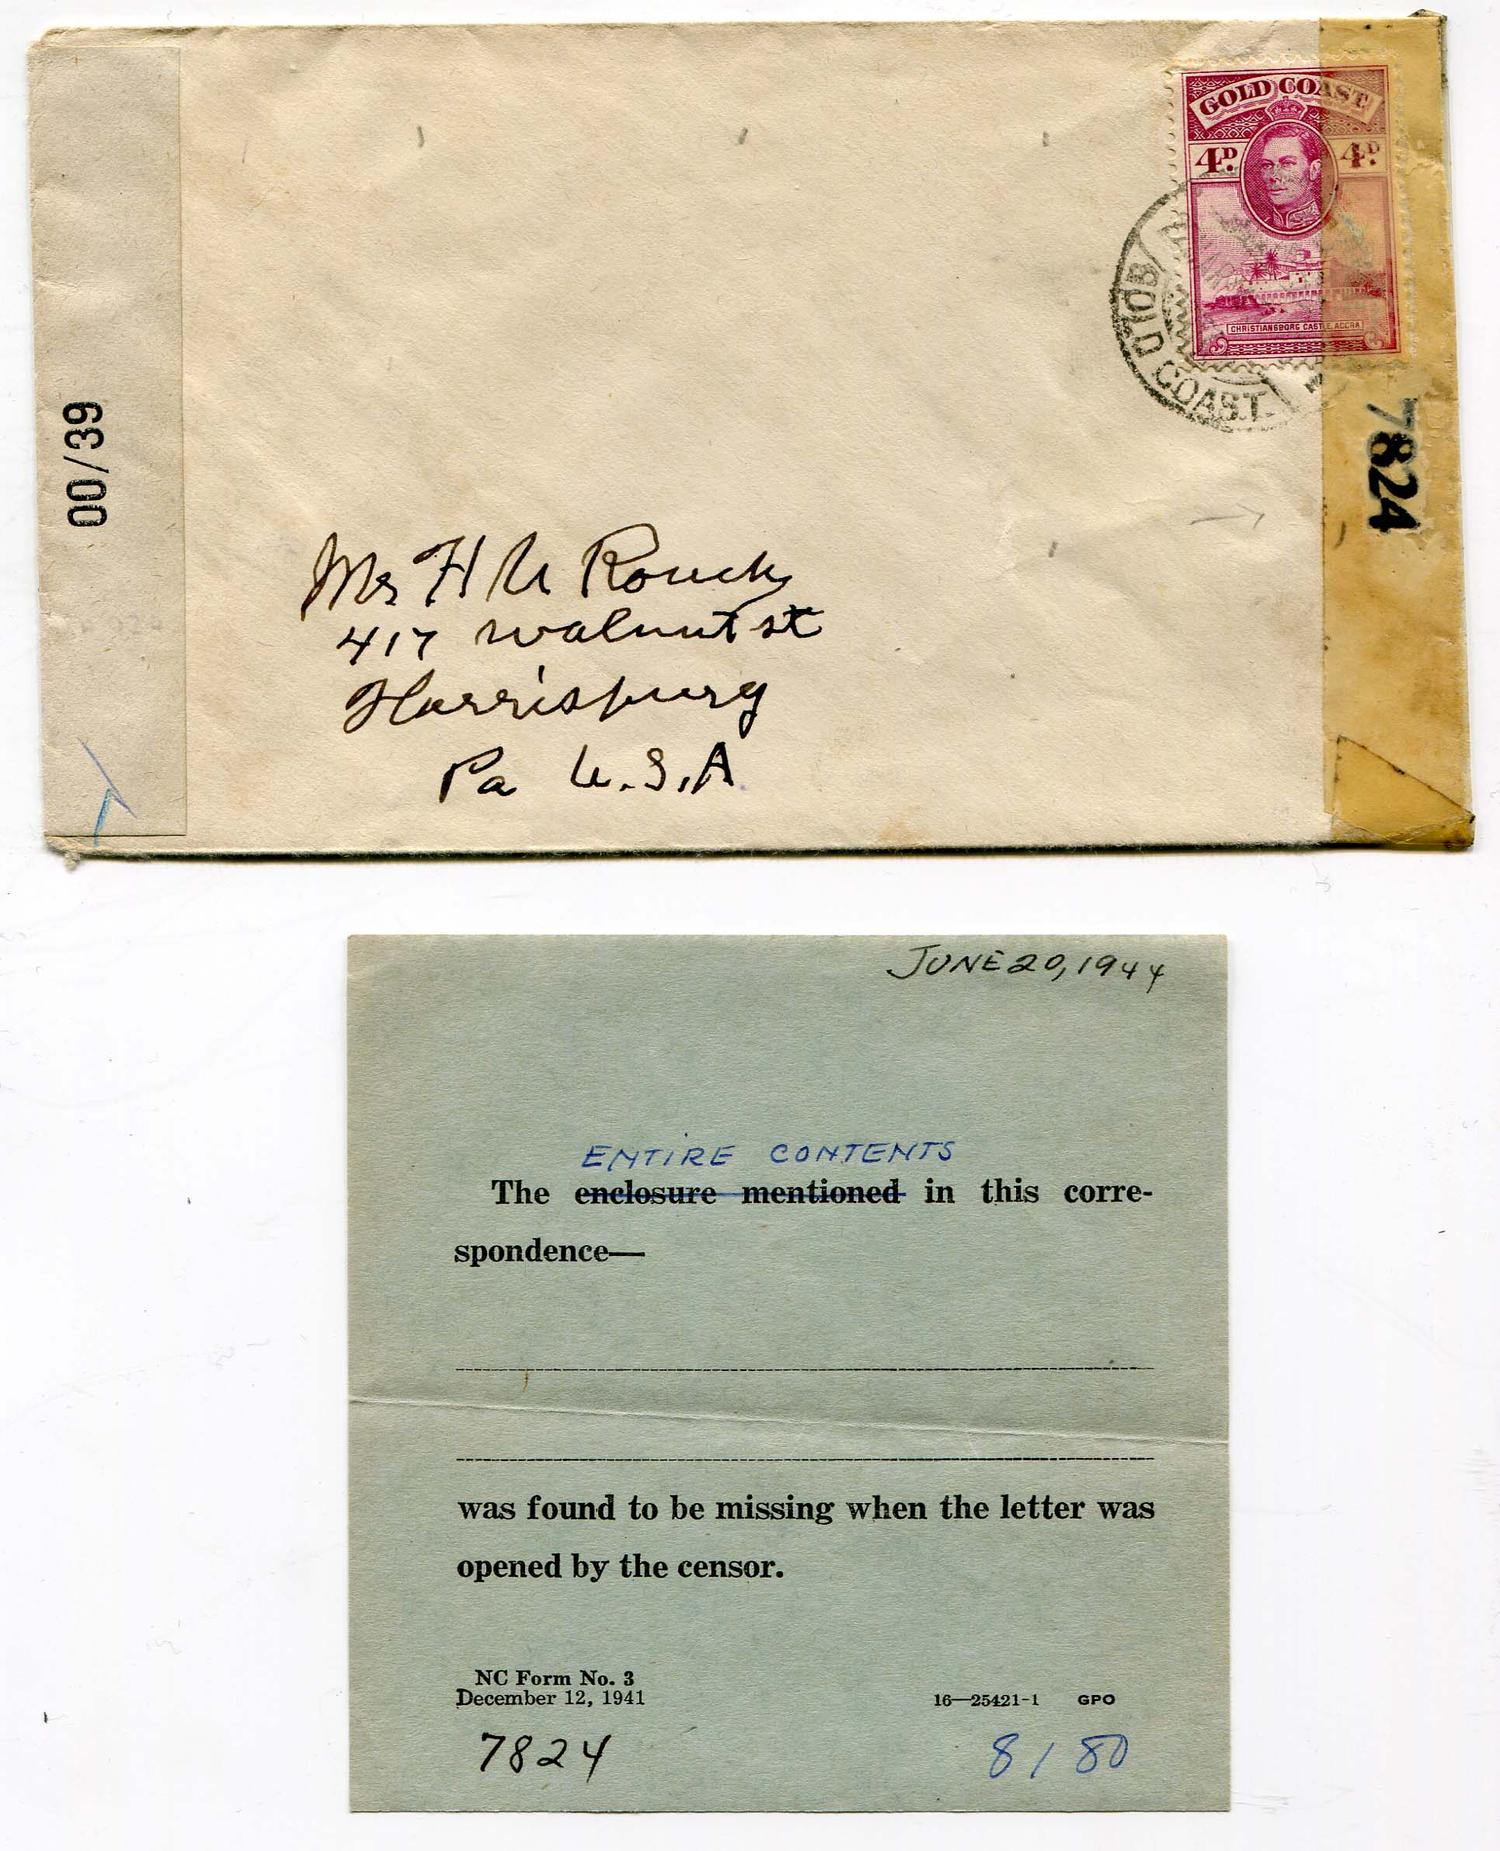 GOLD COAST
4D. 4D.
CHRISTIANSBORG CASTLE, ACCRA
GOLD COAST.
00/39
7824
Mr H U Rouck
417 walnut st
Harrisburg
Pa U.S.A
JUNE 20, 1944
ENTIRE CONTENTS
The enclosure mentioned in this corre-
spondence—
was found to be missing when the letter was
opened by the censor.
NC Form No. 3
December 12, 1941
16—25421-1 GPO
7824
8180